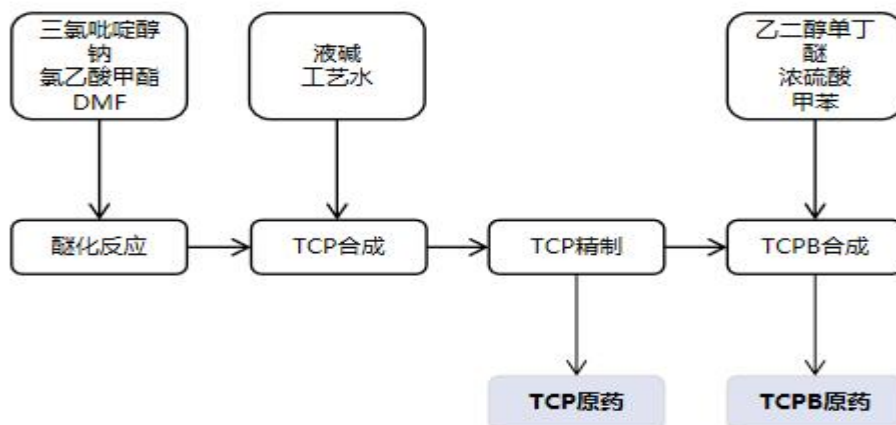 三氯吡啶醇
钠
氯乙酸甲酯
DMF
液碱
工艺水
乙二醇单丁
醚
浓硫酸
甲苯
醚化反应
TCP合成
TCP精制
TCPB合成
TCP原药
TCPB原药